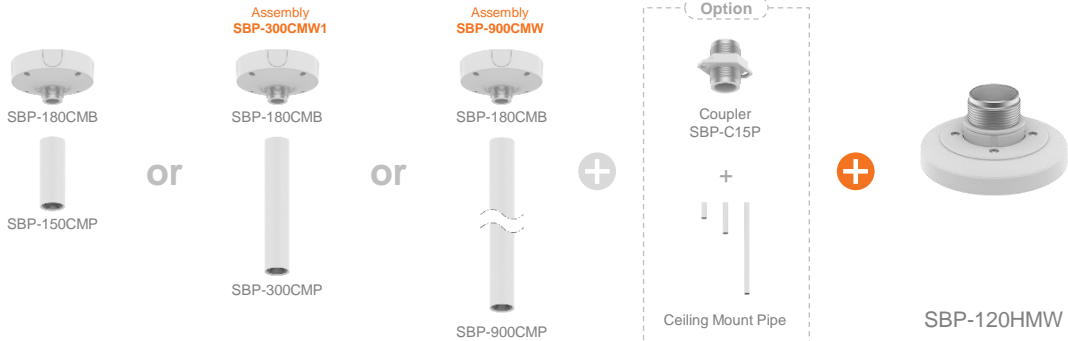 Assembly
SBP-300CMW1
Assembly
SBP-900CMW
Option
SBP-180CMB
SBP-180CMB
SBP-180CMB
Coupler
SBP-C15P
or
or
+
SBP-150CMP
SBP-300CMP
SBP-900CMP
Ceiling Mount Pipe
SBP-120HMW